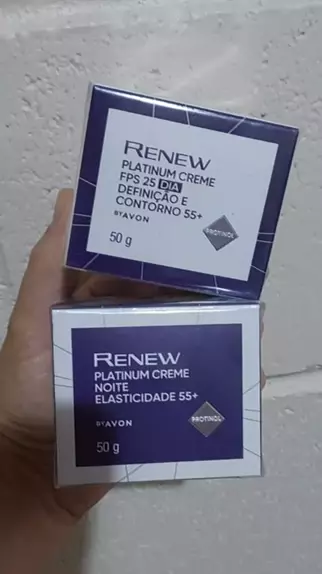 RENEW
PLATINUM CREME
FPS 25 DIA
DEFINIÇÃO E
CONTORNO 55+
BY AVON
PROTINOL
50 g
RENEW
PLATINUM CREME
NOITE
ELASTICIDADE 55+
BY AVON
PROTINOL
50 g